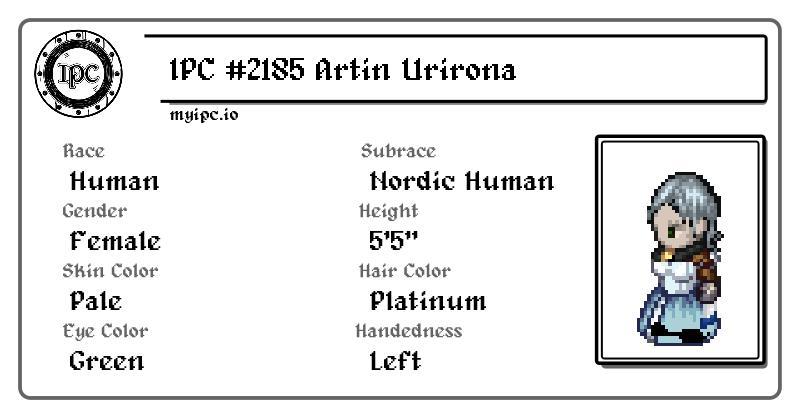 IPC
IPC #2185 Artin Urirona
myipc.io
Race
Human
Subrace
Nordic Human
Gender
Female
Height
5'5"
Skin Color
Pale
Hair Color
Platinum
Eye Color
Green
Handedness
Left